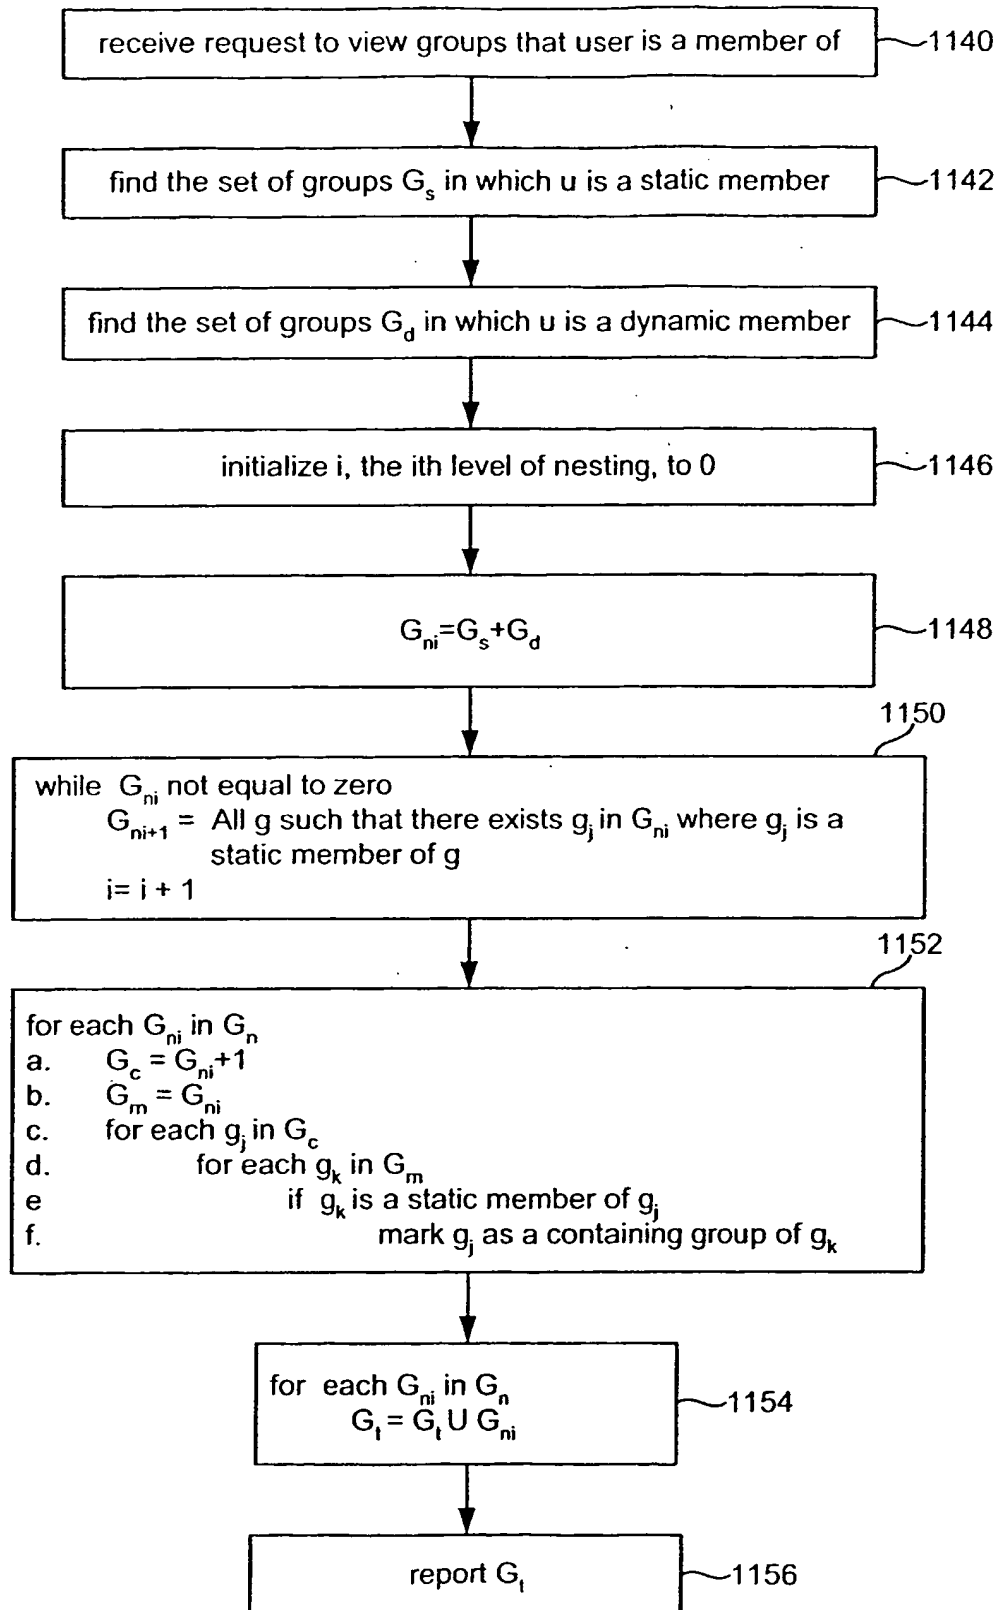 receive request to view groups that user is a member of 1140
find the set of groups Gs in which u is a static member 1142
find the set of groups Gd in which u is a dynamic member 1144
initialize i, the ith level of nesting, to 0 1146
Gni=Gs+Gd 1148
1150
while Gni not equal to zero
Gni+1 = All g such that there exists gj in Gni where gj is a
static member of g
i= i + 1
1152
for each Gni in Gn
a. Gc = Gni+1
b. Gm = Gni
c. for each gj in Gc
d. for each gk in Gm
e if gk is a static member of gj
f. mark gj as a containing group of gk
for each Gni in Gn
Gt = Gt U Gni 1154
report Gt 1156